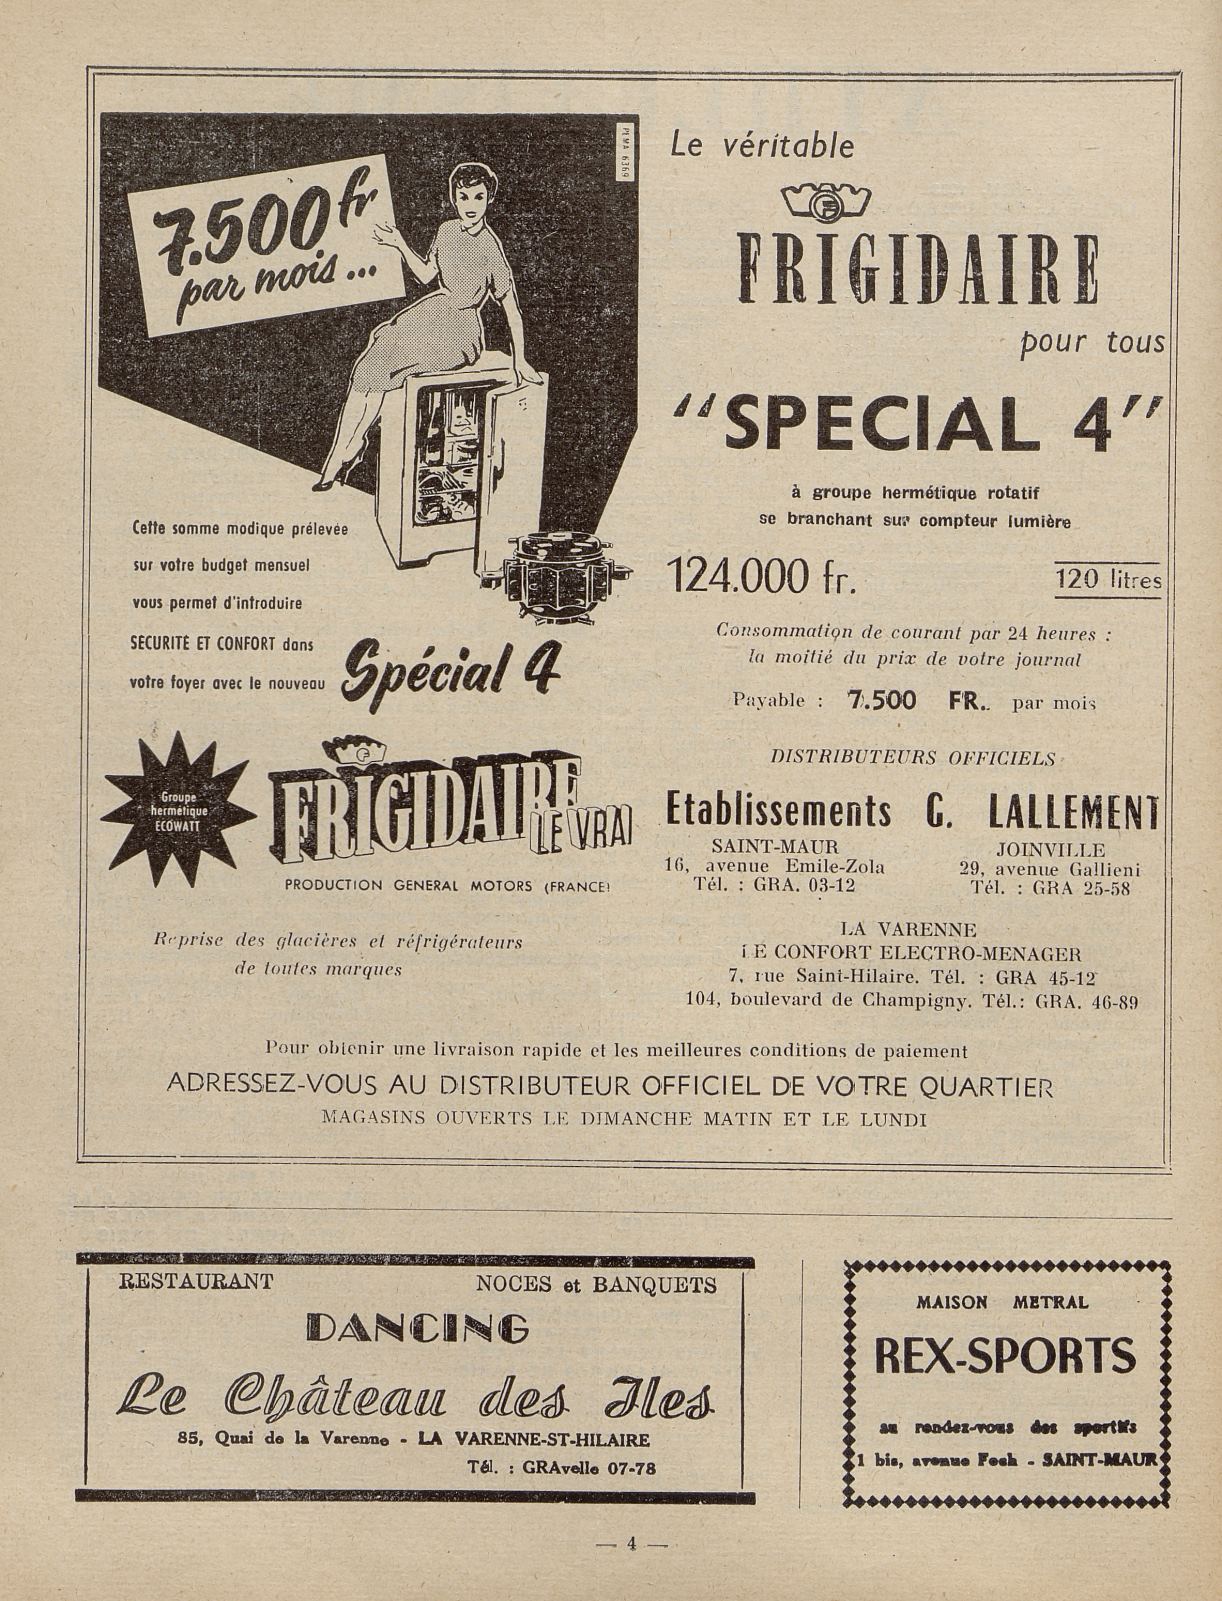 PEMA 6369
7.500 fr
par mois...
Cette somme modique prélevée
sur votre budget mensuel
vous permet d'introduire
SÉCURITÉ ET CONFORT dans
votre foyer avec le nouveau
Spécial 4
Groupe
hermétique
ECOWATT
FRIGIDAIRE
LE VRAI
PRODUCTION GENERAL MOTORS (FRANCE)
Reprise des glacières et réfrigérateurs
de toutes marques
Le véritable
FRIGIDAIRE
pour tous
"SPECIAL 4"
à groupe hermétique rotatif
se branchant sur compteur lumière
124.000 fr.
120 litres
Consommation de courant par 24 heures :
la moitié du prix de votre journal
Payable : 7.500 FR. par mois
DISTRIBUTEURS OFFICIELS
Etablissements G. LALLEMENT
SAINT-MAUR
16, avenue Emile-Zola
Tél. : GRA. 03-12
JOINVILLE
29, avenue Gallieni
Tél. : GRA 25-58
LA VARENNE
LE CONFORT ELECTRO-MENAGER
7, rue Saint-Hilaire. Tél. : GRA 45-12
104, boulevard de Champigny. Tél.: GRA. 46-89
Pour obtenir une livraison rapide et les meilleures conditions de paiement
ADRESSEZ-VOUS AU DISTRIBUTEUR OFFICIEL DE VOTRE QUARTIER
MAGASINS OUVERTS LE DIMANCHE MATIN ET LE LUNDI
RESTAURANT NOCES et BANQUETS
DANCING
Le Château des Iles
85, Quai de la Varenne - LA VARENNE-ST-HILAIRE
Tél. : GRAvelle 07-78
MAISON METRAL
REX-SPORTS
au rendez-vous des sportifs
1 bis, avenue Foch - SAINT-MAUR
— 4 —